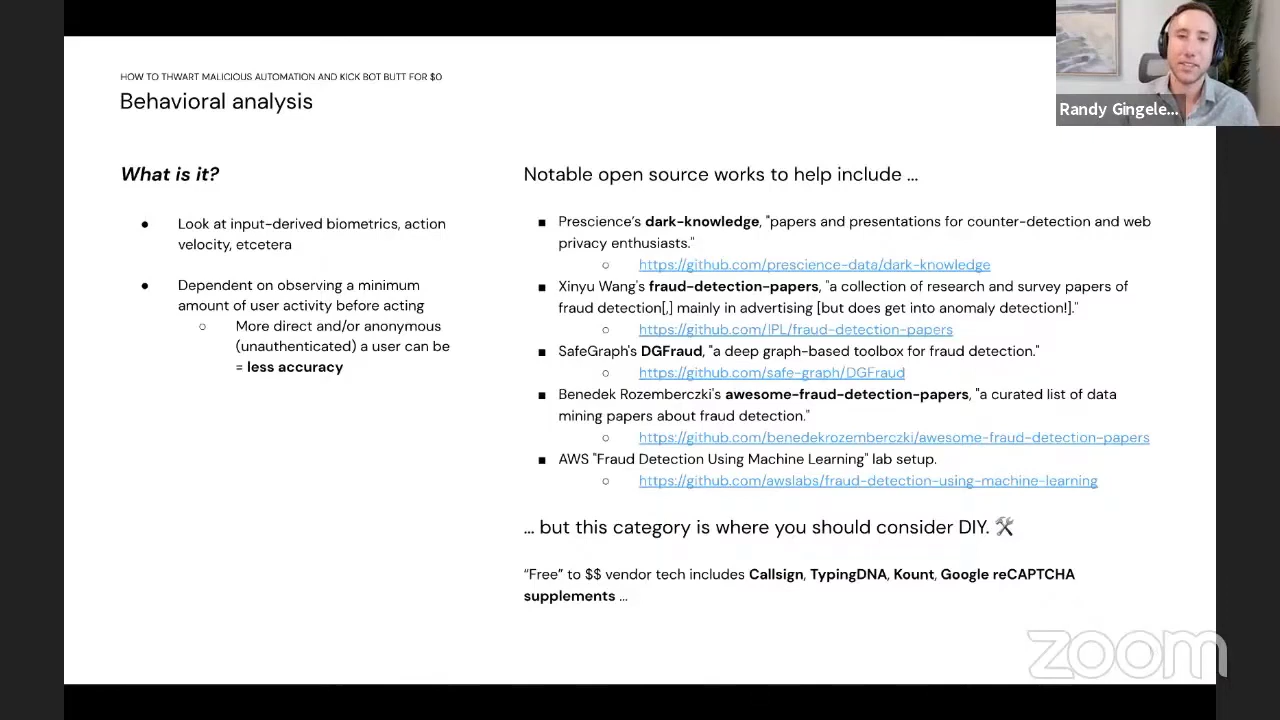 HOW TO THWART MALICIOUS AUTOMATION AND KICK BOT BUTT FOR $0
Behavioral analysis
Randy Gingele...
What is it?
● Look at input-derived biometrics, action
velocity, etcetera
● Dependent on observing a minimum
amount of user activity before acting
○ More direct and/or anonymous
(unauthenticated) a user can be
= less accuracy
Notable open source works to help include ...
■ Prescience's dark-knowledge, "papers and presentations for counter-detection and web
privacy enthusiasts."
○ https://github.com/prescience-data/dark-knowledge
■ Xinyu Wang's fraud-detection-papers, "a collection of research and survey papers of
fraud detection[,] mainly in advertising [but does get into anomaly detection!]."
○ https://github.com/IPL/fraud-detection-papers
■ SafeGraph's DGFraud, "a deep graph-based toolbox for fraud detection."
○ https://github.com/safe-graph/DGFraud
■ Benedek Rozemberczki's awesome-fraud-detection-papers, "a curated list of data
mining papers about fraud detection."
○ https://github.com/benedekrozemberczki/awesome-fraud-detection-papers
■ AWS "Fraud Detection Using Machine Learning" lab setup.
○ https://github.com/awslabs/fraud-detection-using-machine-learning
... but this category is where you should consider DIY. 🛠️
“Free” to $$ vendor tech includes Callsign, TypingDNA, Kount, Google reCAPTCHA
supplements ...
zoom